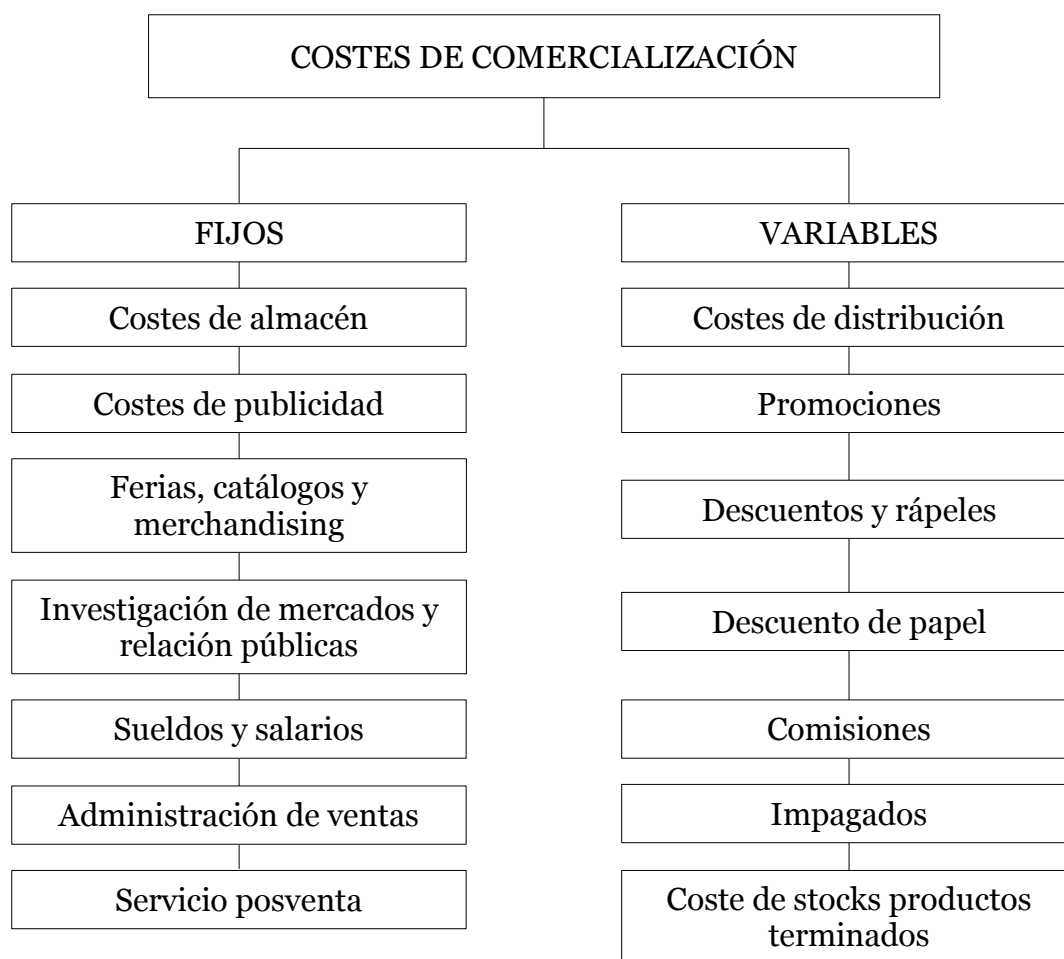 COSTES DE COMERCIALIZACIÓN
FIJOS
Costes de almacén
Costes de publicidad
Ferias, catálogos y
merchandising
Investigación de mercados y
relación públicas
Sueldos y salarios
Administración de ventas
Servicio posventa
VARIABLES
Costes de distribución
Promociones
Descuentos y rápeles
Descuento de papel
Comisiones
Impagados
Coste de stocks productos
terminados